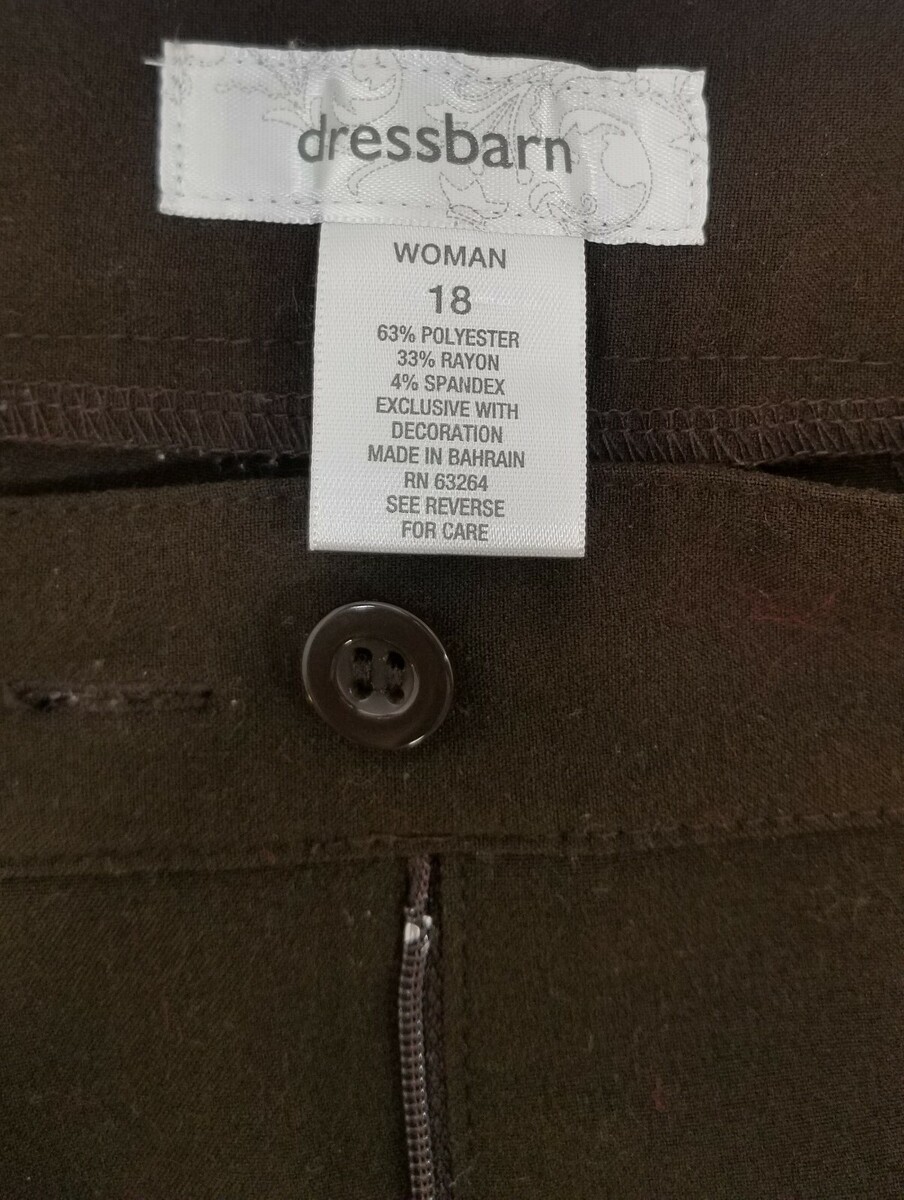 dressbarn
WOMAN
18
63% POLYESTER
33% RAYON
4% SPANDEX
EXCLUSIVE WITH
DECORATION
MADE IN BAHRAIN
RN 63264
SEE REVERSE
FOR CARE